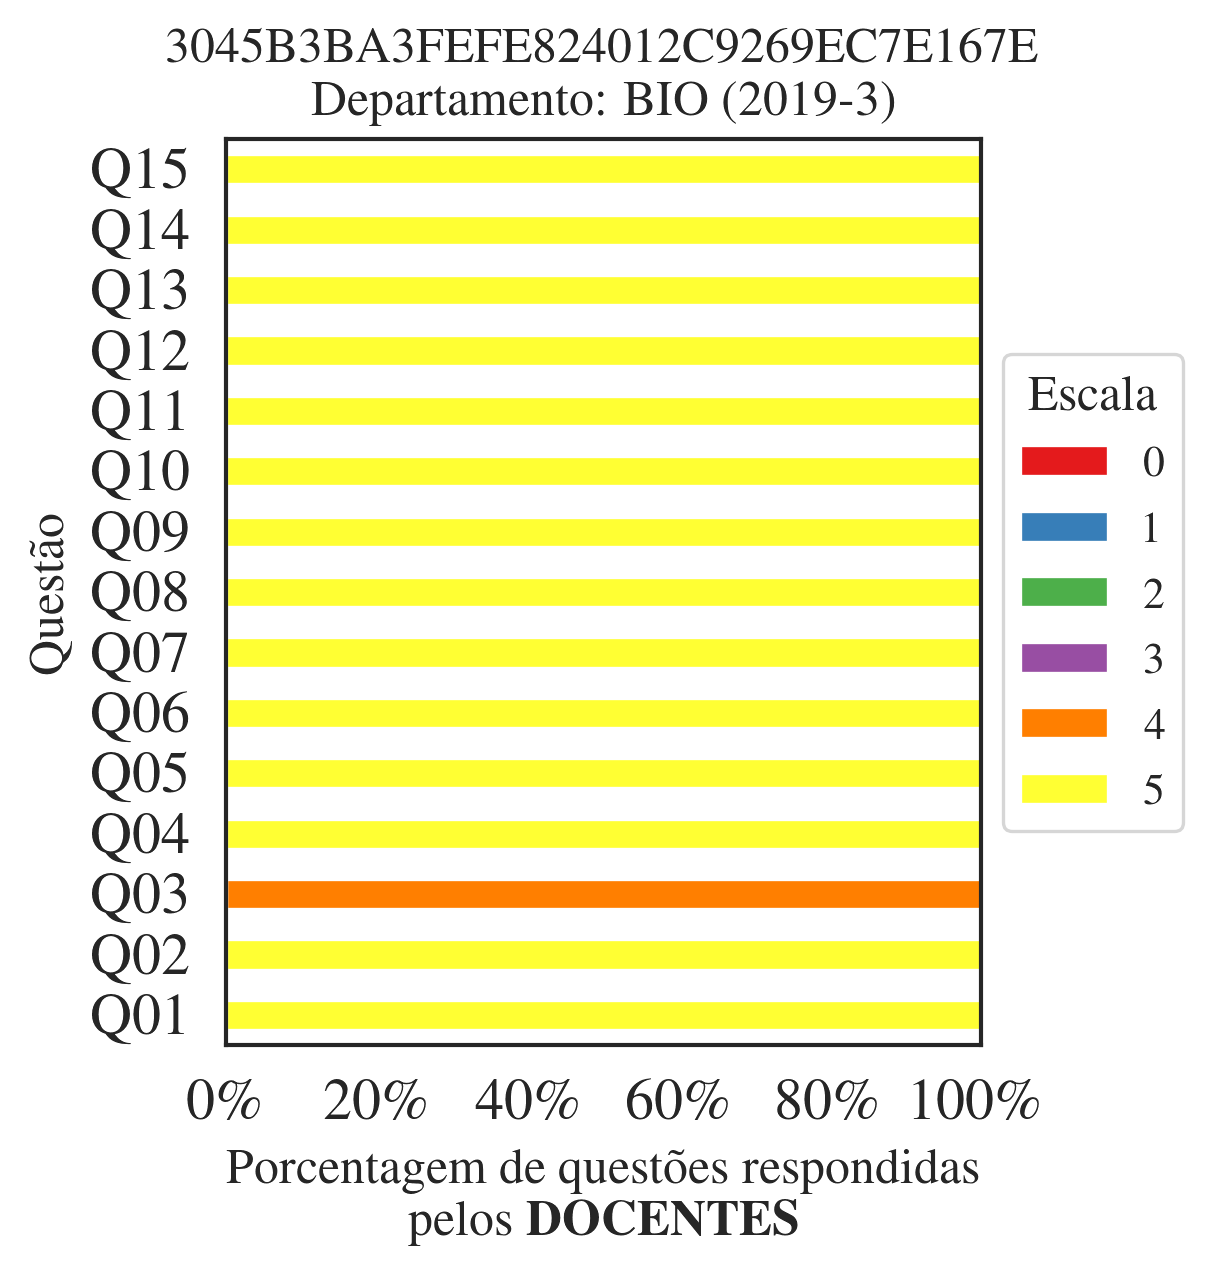 3045B3BA3FEFE824012C9269EC7E167E
Departamento: BIO (2019-3)
Questão
Q15
Q14
Q13
Q12
Q11
Q10
Q09
Q08
Q07
Q06
Q05
Q04
Q03
Q02
Q01
0% 20% 40% 60% 80% 100%
Porcentagem de questões respondidas
pelos DOCENTES
Escala
0
1
2
3
4
5